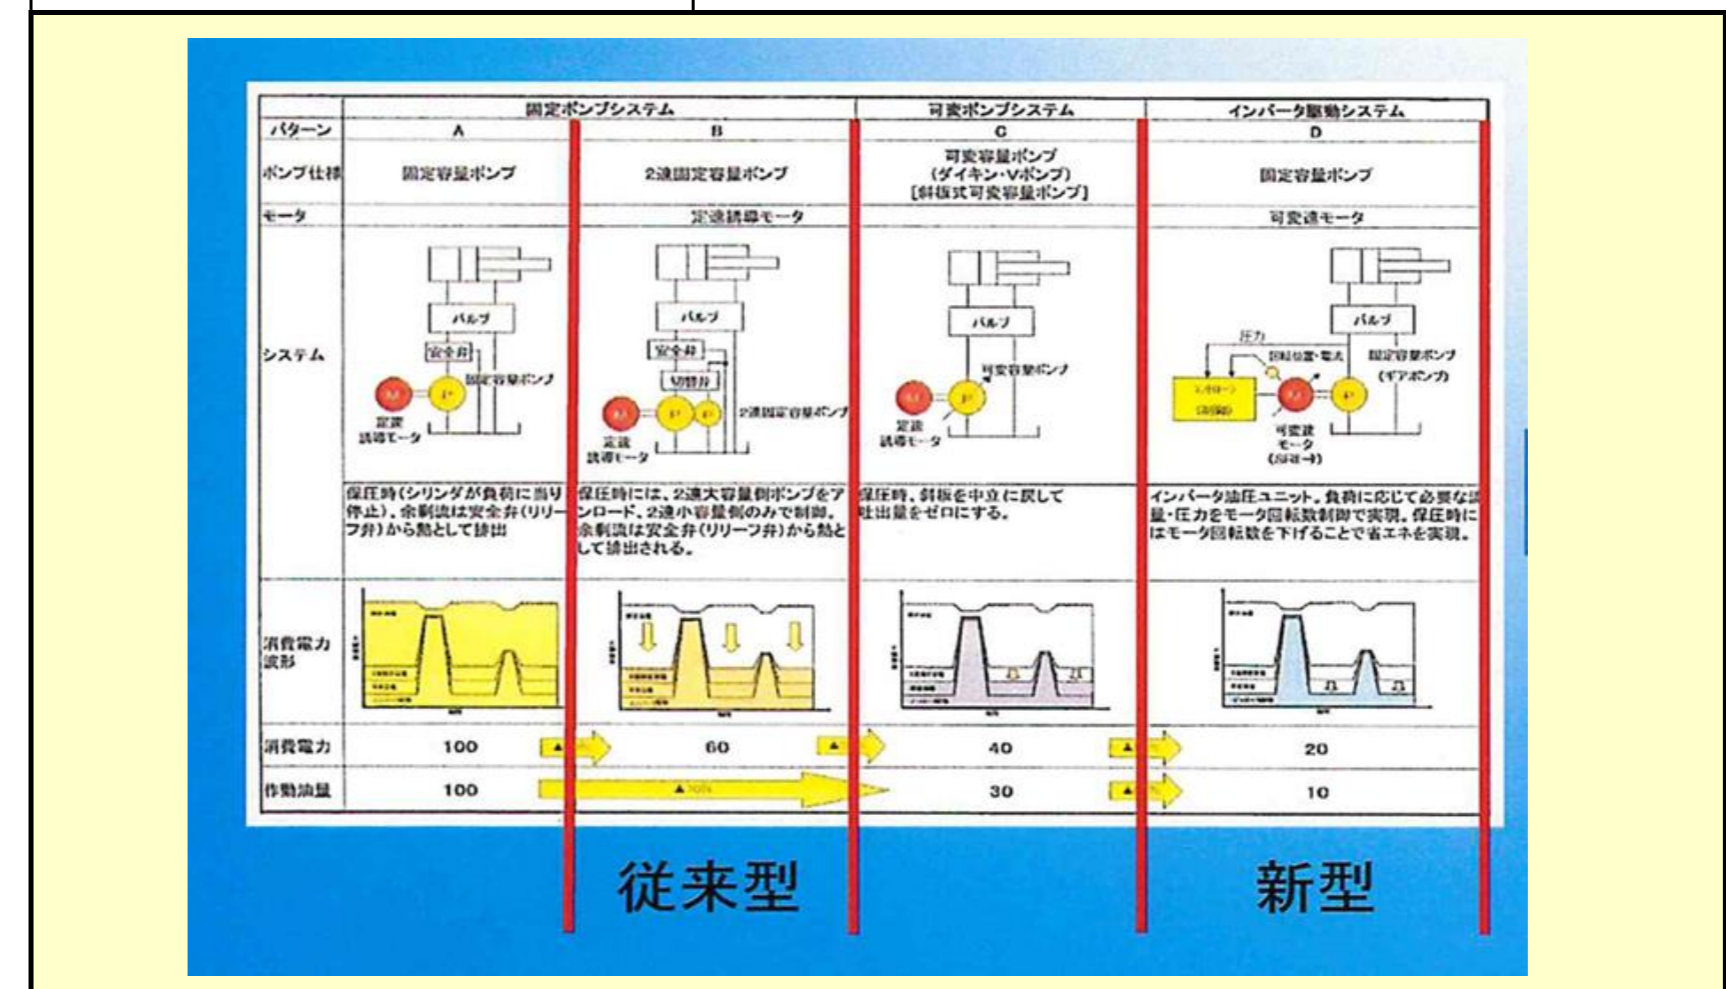 固定ポンプシステム
可変ポンプシステム
インバータ駆動システム
パターン
A
B
C
D
ポンプ仕様
固定容量ポンプ
2連固定容量ポンプ
可変容量ポンプ
(ダイキン・Vポンプ)
[斜板式可変容量ポンプ]
固定容量ポンプ
モータ
定速誘導モータ
可変速モータ
システム
バルブ
安全弁
固定容量ポンプ
M
P
定速
誘導モータ
バルブ
安全弁
切替弁
M
P
P
2連固定容量ポンプ
定速
誘導モータ
バルブ
可変容量ポンプ
M
P
定速
誘導モータ
バルブ
圧力
回転位置・電流
固定容量ポンプ
(ギアポンプ)
M
P
可変速
モータ
保圧時(シリンダが負荷に当り
停止)、余剰流は安全弁(リリー
フ弁)から熱として排出
保圧時には、2連大容量側ポンプをア
ンロード、2連小容量側のみで制御。
余剰流は安全弁(リリーフ弁)から熱と
して排出される。
保圧時、斜板を中立に戻して
吐出量をゼロにする。
インバータ油圧ユニット。負荷に応じて必要な流
量・圧力をモータ回転数制御で実現。保圧時に
はモータ回転数を下げることで省エネを実現。
消費電力
波形
消費電力
100
60
40
20
作動油量
100
30
10
従来型
新型